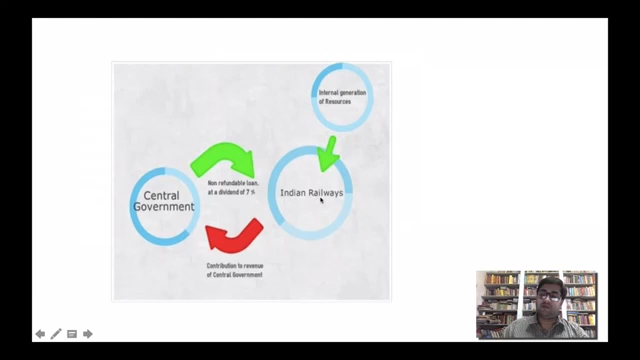 Internal generation
of Resources
Central
Government
Non refundable loan,
at a dividend of 7 %
Indian Railways
Contribution to revenue
of Central Government